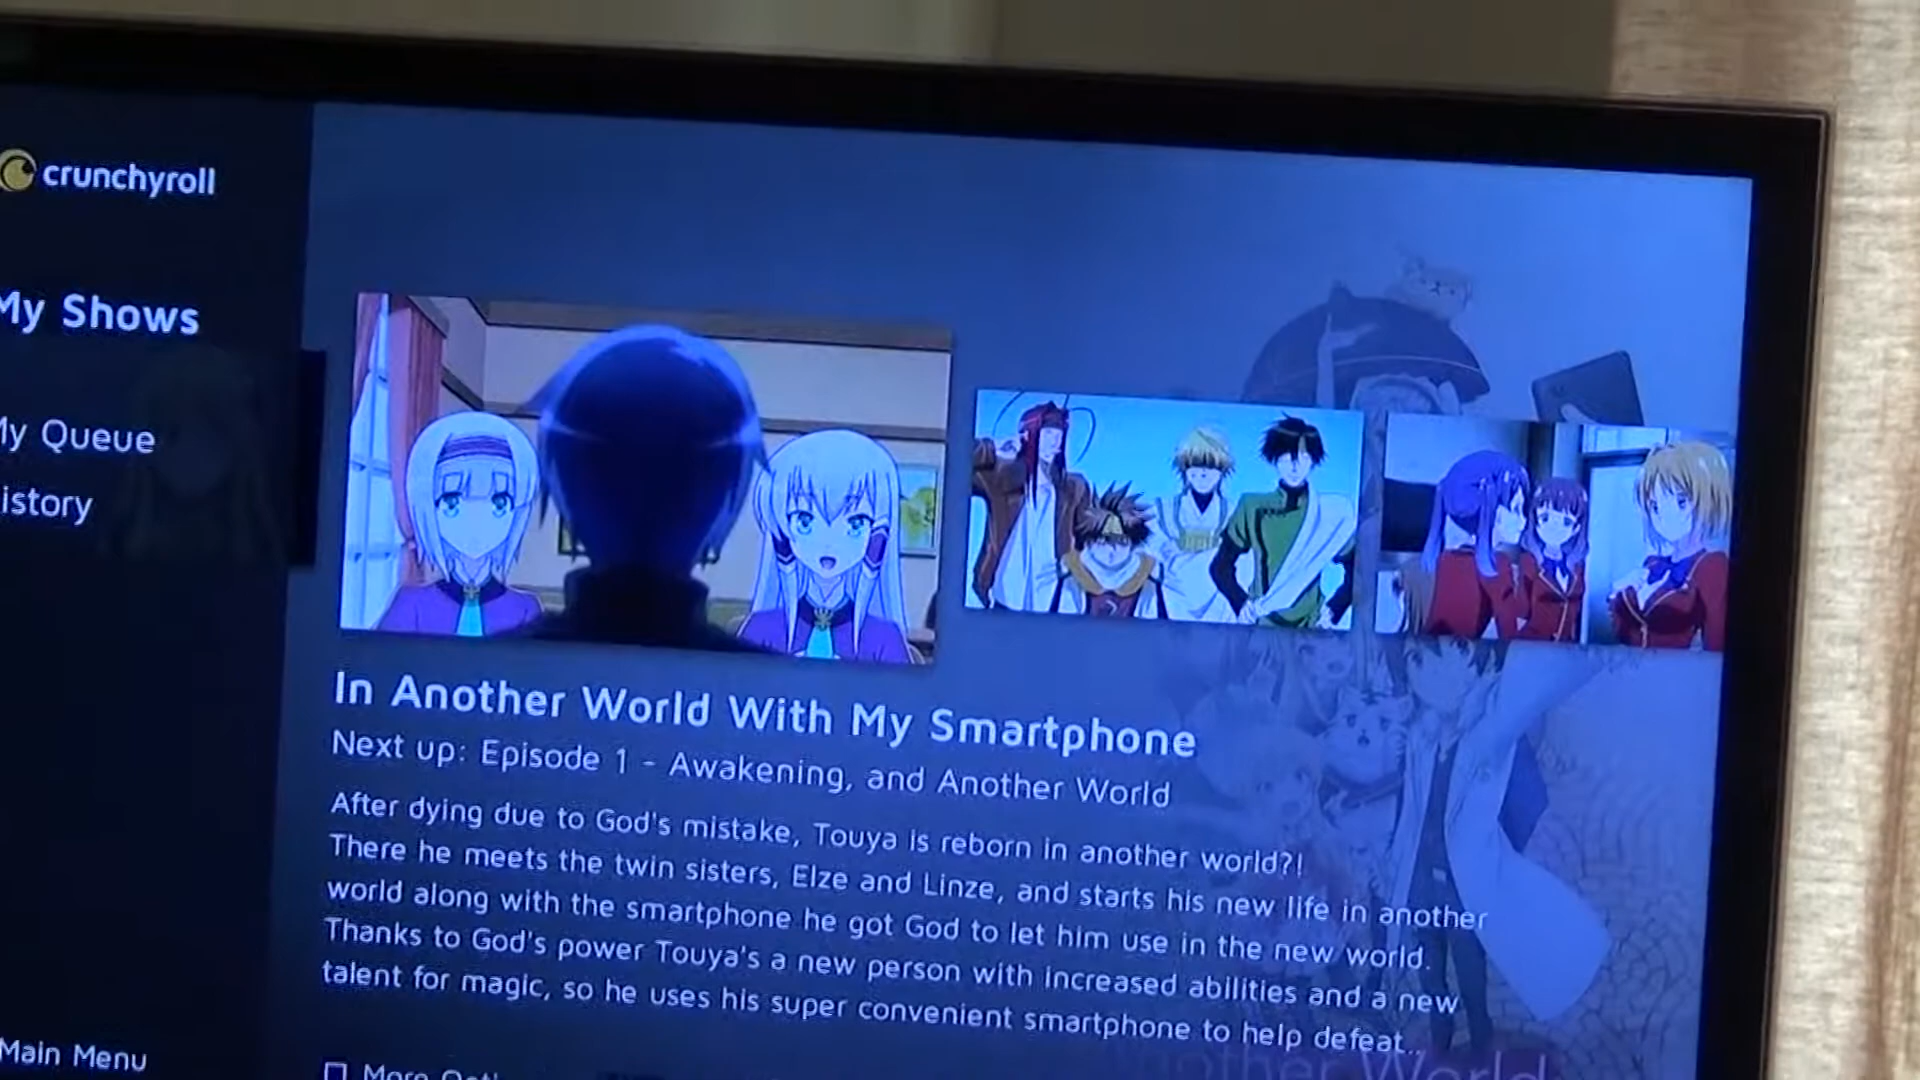 crunchyroll
My Shows
My Queue
istory
Main Menu
In Another World With My Smartphone
Next up: Episode 1 - Awakening, and Another World
After dying due to God's mistake, Touya is reborn in another world?!
There he meets the twin sisters, Elze and Linze, and starts his new life in another
world along with the smartphone he got God to let him use in the new world.
Thanks to God's power Touya's a new person with increased abilities and a new
talent for magic, so he uses his super convenient smartphone to help defeat...
More
nother World